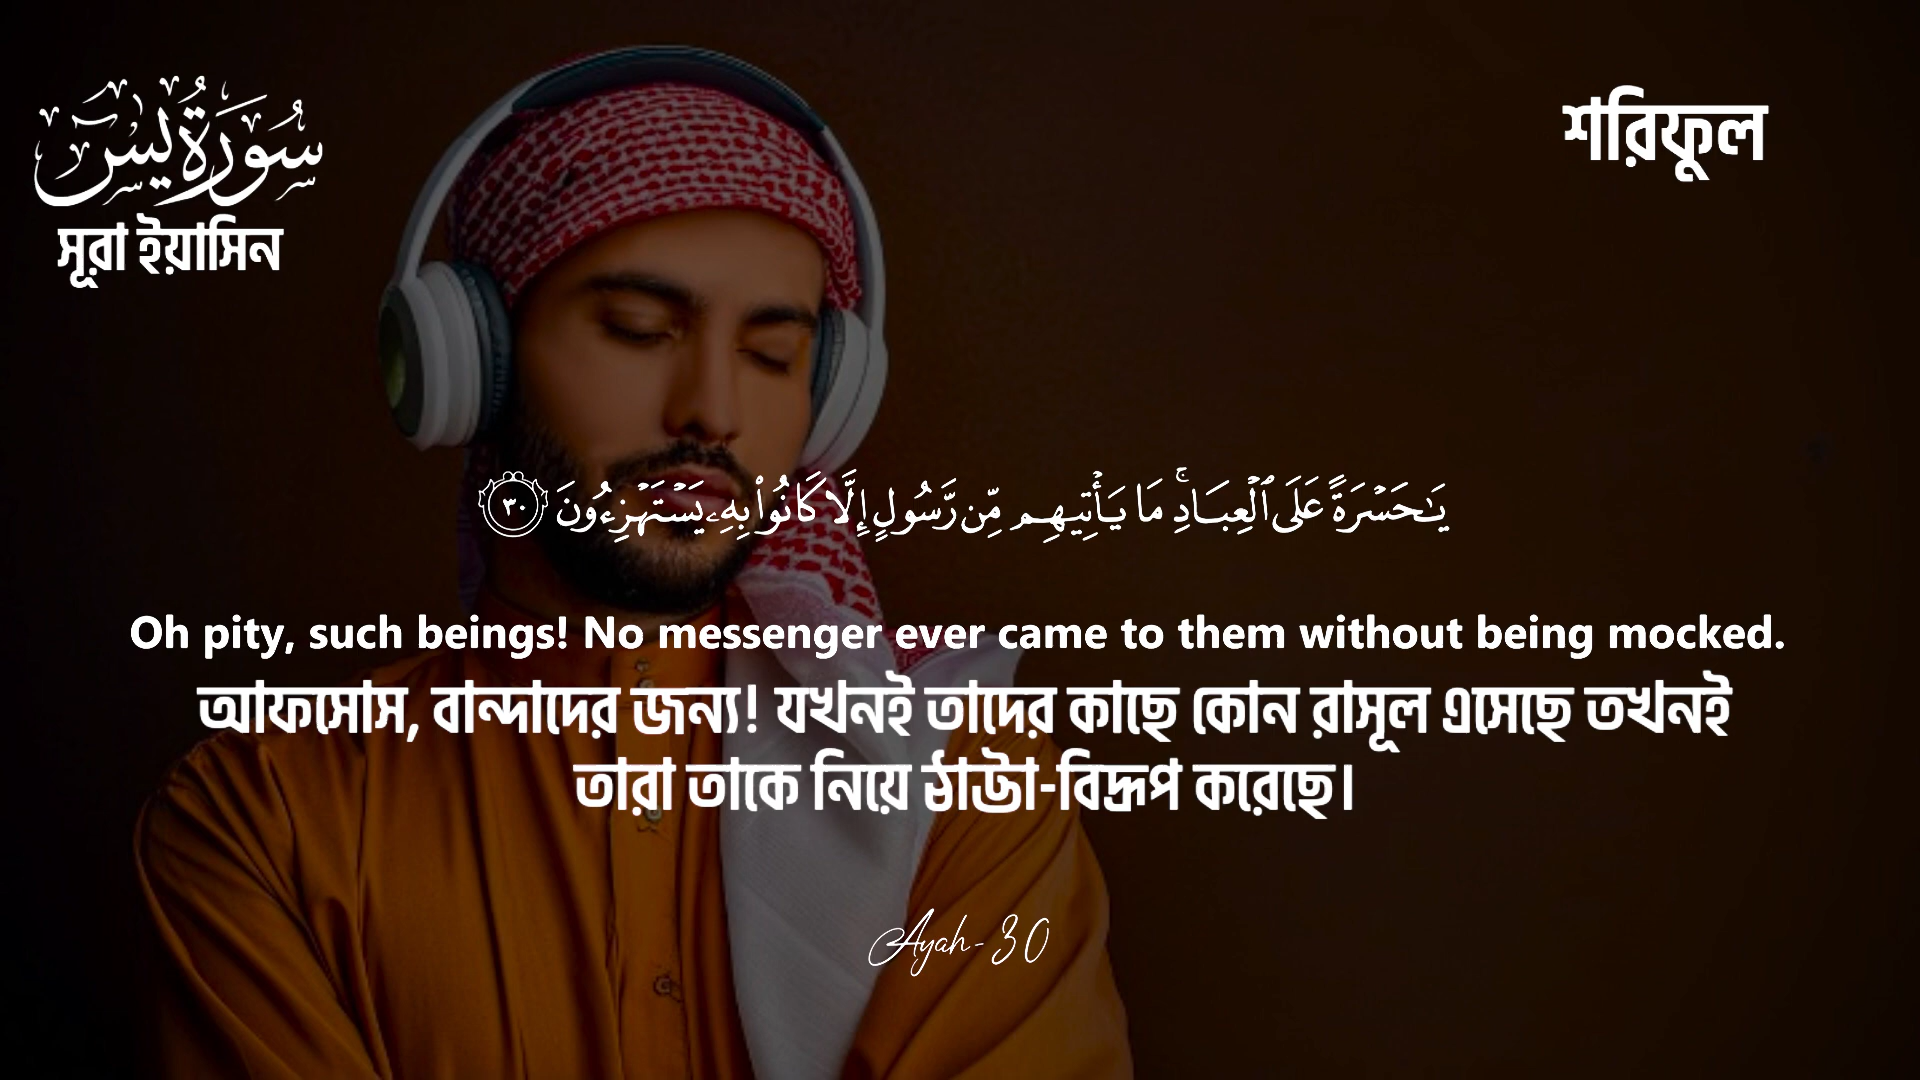 سُورَةُ يسٓ
সূরা ইয়াসিন
শরিফুল
يَـٰحَسْرَةً عَلَى ٱلْعِبَادِ ۚ مَا يَأْتِيهِم مِّن رَّسُولٍ إِلَّا كَانُوا۟ بِهِۦ يَسْتَهْزِءُونَ ٣٠
Oh pity, such beings! No messenger ever came to them without being mocked.
আফসোস, বান্দাদের জন্য! যখনই তাদের কাছে কোন রাসূল এসেছে তখনই
তারা তাকে নিয়ে ঠাট্টা-বিদ্রূপ করেছে।
Ayah-30